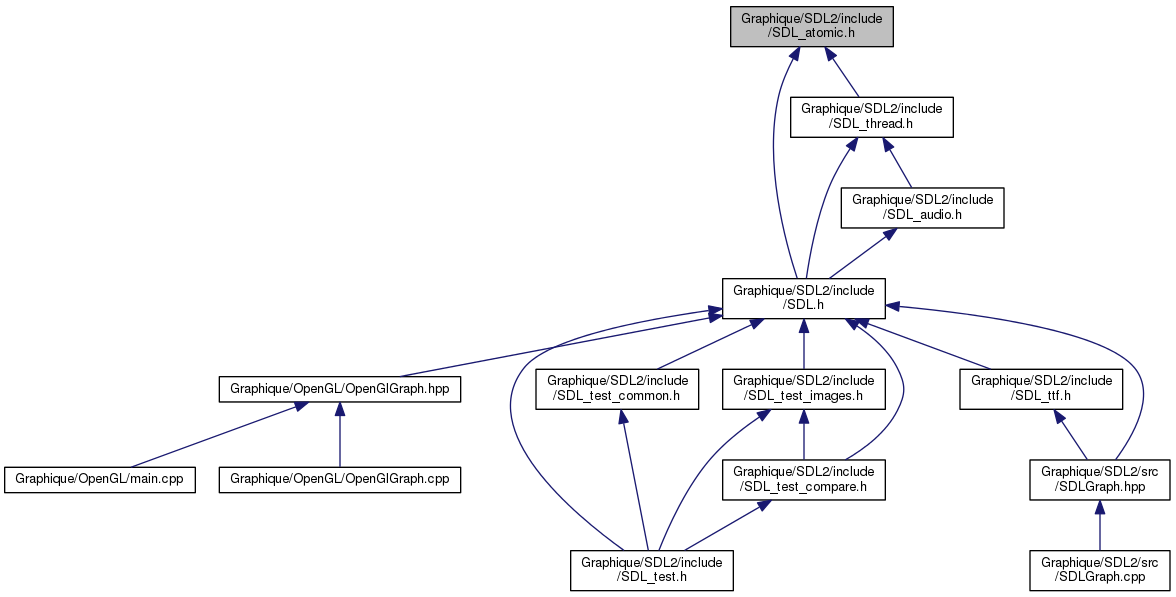 Graphique/SDL2/include
/SDL_atomic.h
Graphique/SDL2/include
/SDL_thread.h
Graphique/SDL2/include
/SDL_audio.h
Graphique/SDL2/include
/SDL.h
Graphique/OpenGL/OpenGlGraph.hpp
Graphique/SDL2/include
/SDL_test_common.h
Graphique/SDL2/include
/SDL_test_images.h
Graphique/SDL2/include
/SDL_ttf.h
Graphique/OpenGL/main.cpp
Graphique/OpenGL/OpenGlGraph.cpp
Graphique/SDL2/include
/SDL_test_compare.h
Graphique/SDL2/src
/SDLGraph.hpp
Graphique/SDL2/include
/SDL_test.h
Graphique/SDL2/src
/SDLGraph.cpp